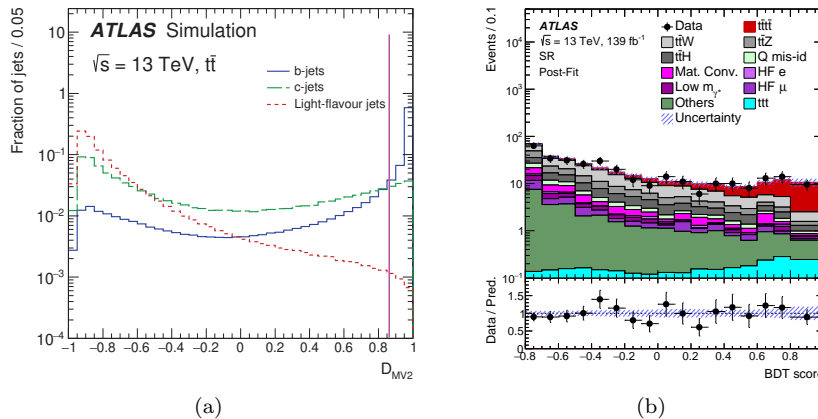 ATLAS Simulation
√s = 13 TeV, tt̄
b-jets
c-jets
Light-flavour jets
Fraction of jets / 0.05
10
1
10⁻¹
10⁻²
10⁻³
10⁻⁴
−1 −0.8 −0.6 −0.4 −0.2 0 0.2 0.4 0.6 0.8 1
D_MV2
(a)
ATLAS
√s = 13 TeV, 139 fb⁻¹
SR
Post-Fit
Data tt̄tt̄
tt̄W tt̄Z
tt̄H Q mis-id
Mat. Conv. HF e
Low m_γ* HF μ
Others ttt
Uncertainty
Events / 0.1
10⁵
10⁴
10³
10²
10
1
10⁻¹
Data / Pred.
1.5
1.0
0.5
0
−0.8 −0.6 −0.4 −0.2 0 0.2 0.4 0.6 0.8
BDT score
(b)